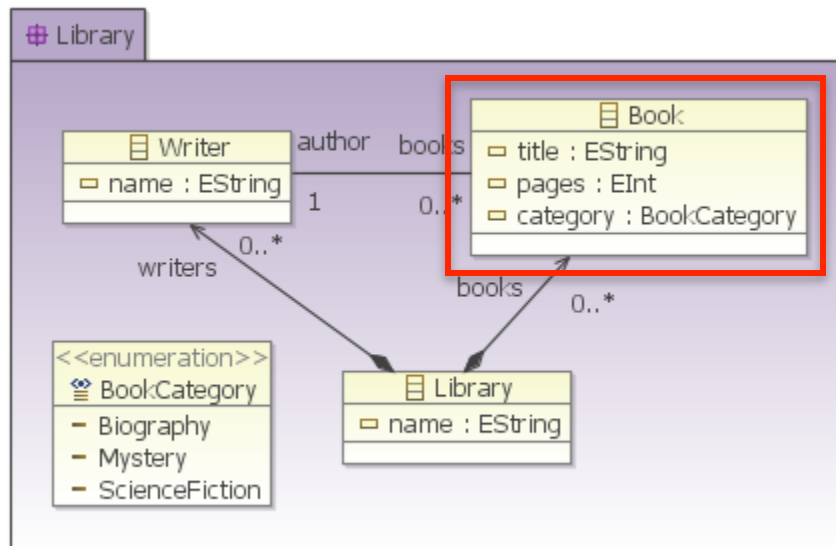 Library
Writer
name : EString
author
books
1
0..*
Book
title : EString
pages : EInt
category : BookCategory
writers
0..*
books
0..*
<<enumeration>>
BookCategory
Biography
Mystery
ScienceFiction
Library
name : EString